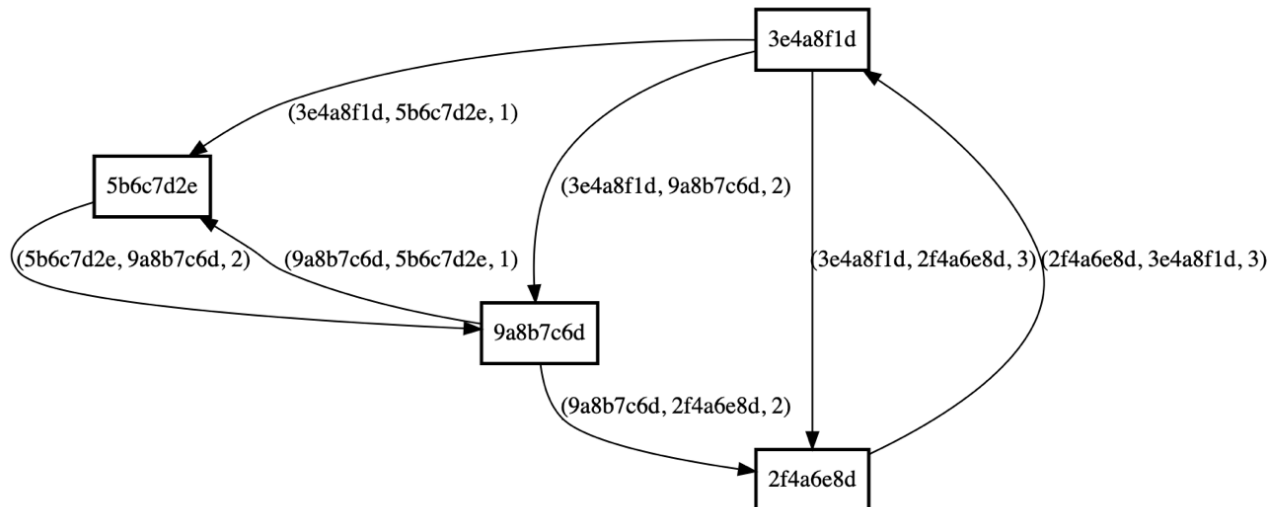 3e4a8f1d
(3e4a8f1d, 5b6c7d2e, 1)
5b6c7d2e
(3e4a8f1d, 9a8b7c6d, 2)
(5b6c7d2e, 9a8b7c6d, 2)
(9a8b7c6d, 5b6c7d2e, 1)
(3e4a8f1d, 2f4a6e8d, 3)
(2f4a6e8d, 3e4a8f1d, 3)
9a8b7c6d
(9a8b7c6d, 2f4a6e8d, 2)
2f4a6e8d